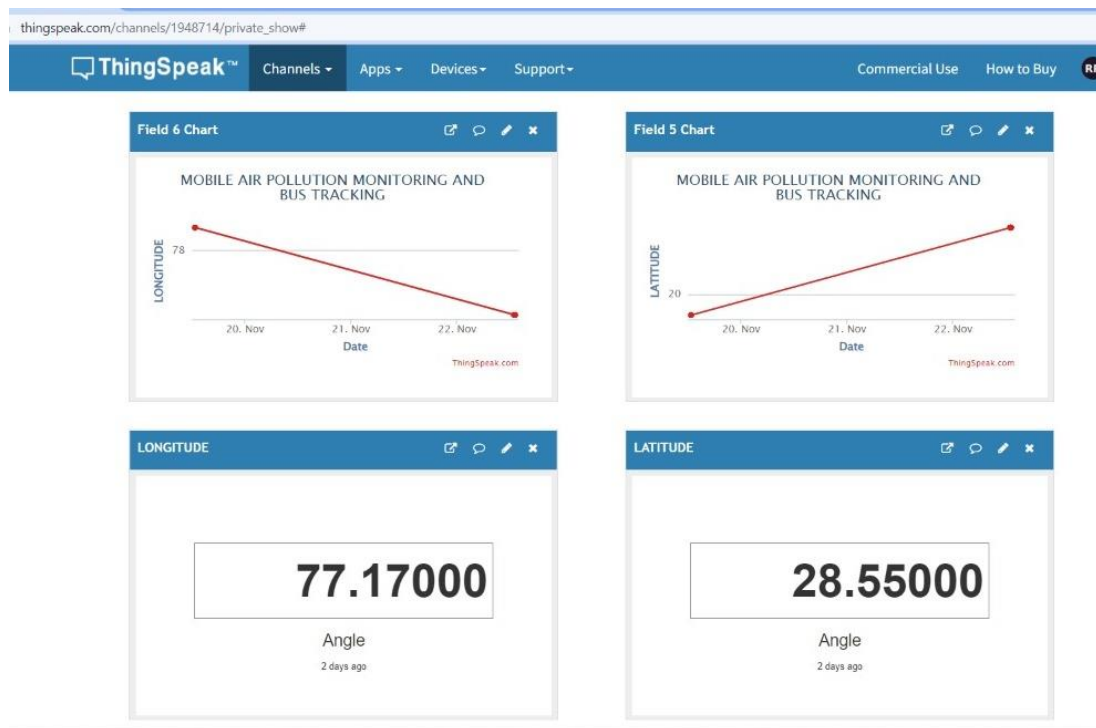 thingspeak.com/channels/1948714/private_show#
ThingSpeak™ Channels Apps Devices Support Commercial Use How to Buy
Field 6 Chart
MOBILE AIR POLLUTION MONITORING AND
BUS TRACKING
LONGITUDE
78
20. Nov 21. Nov 22. Nov
Date
ThingSpeak.com
Field 5 Chart
MOBILE AIR POLLUTION MONITORING AND
BUS TRACKING
LATITUDE
20
20. Nov 21. Nov 22. Nov
Date
ThingSpeak.com
LONGITUDE
77.17000
Angle
2 days ago
LATITUDE
28.55000
Angle
2 days ago